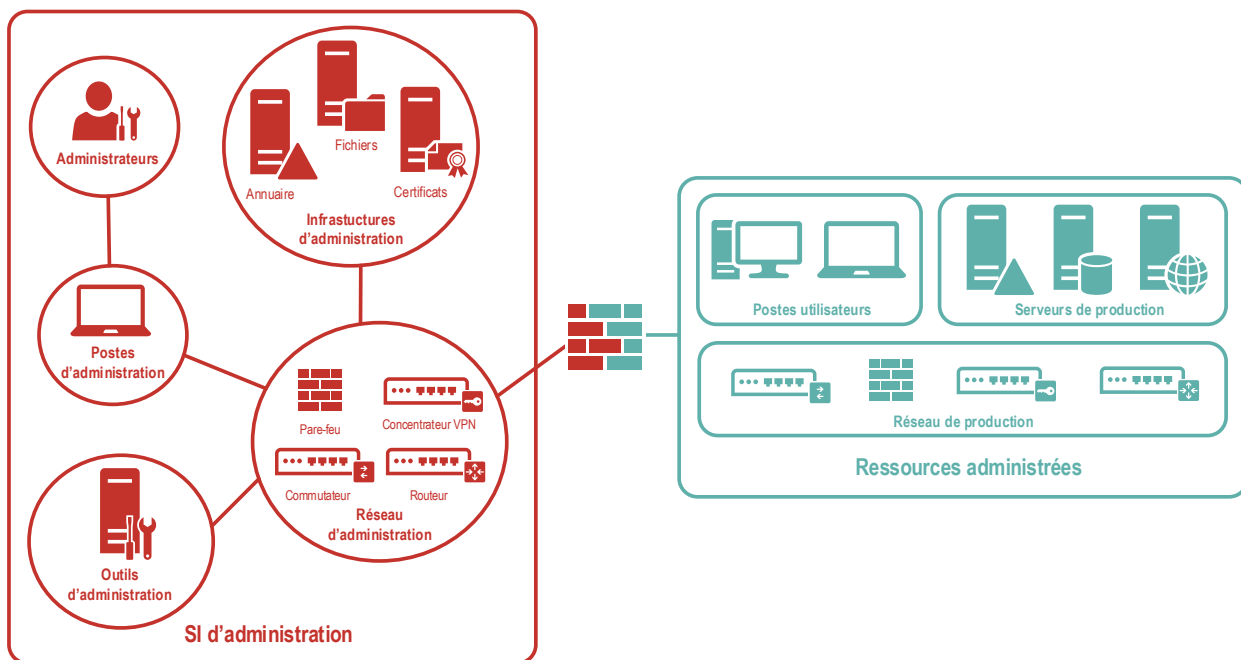 Administrateurs
Fichiers
Annuaire
Certificats
Infrastuctures
d'administration
Postes
d'administration
Pare-feu
Concentrateur VPN
Commutateur
Routeur
Réseau
d'administration
Outils
d'administration
SI d'administration
Postes utilisateurs
Serveurs de production
Réseau de production
Ressources administrées